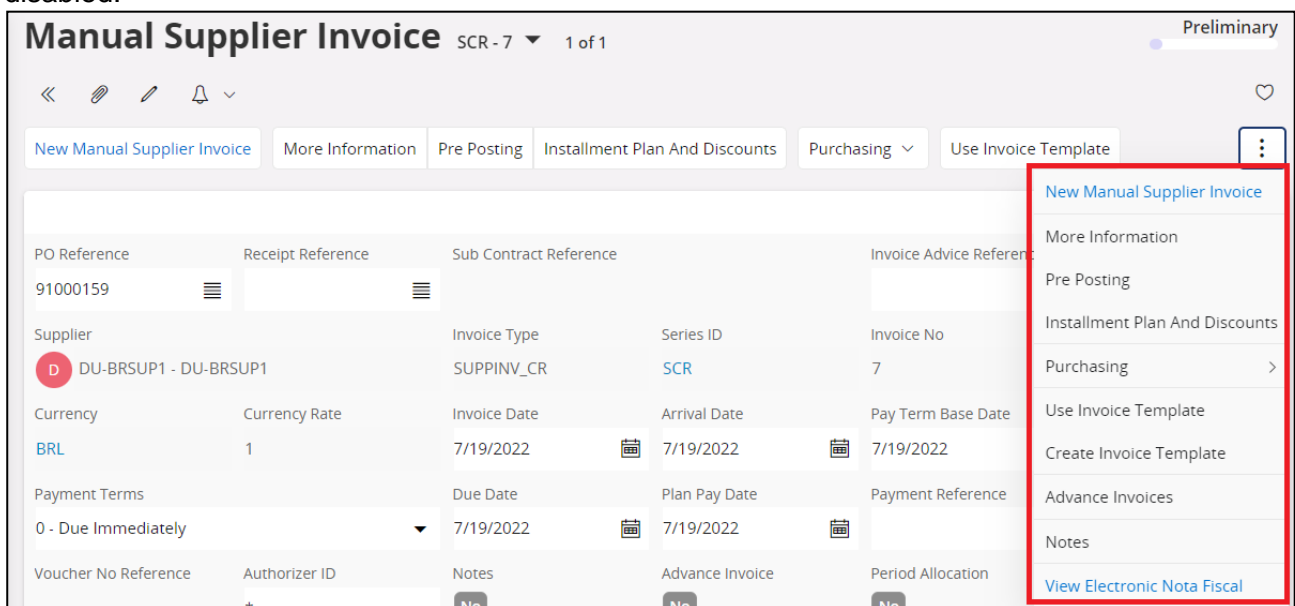 disabled.
Manual Supplier Invoice SCR - 7 1 of 1 Preliminary
New Manual Supplier Invoice More Information Pre Posting Installment Plan And Discounts Purchasing Use Invoice Template
New Manual Supplier Invoice
More Information
Pre Posting
Installment Plan And Discounts
Purchasing
Use Invoice Template
Create Invoice Template
Advance Invoices
Notes
View Electronic Nota Fiscal
PO Reference Receipt Reference Sub Contract Reference Invoice Advice Referenc
91000159
Supplier Invoice Type Series ID Invoice No
D DU-BRSUP1 - DU-BRSUP1 SUPPINV_CR SCR 7
Currency Currency Rate Invoice Date Arrival Date Pay Term Base Date
BRL 1 7/19/2022 7/19/2022 7/19/2022
Payment Terms Due Date Plan Pay Date Payment Reference
0 - Due Immediately 7/19/2022 7/19/2022
Voucher No Reference Authorizer ID Notes Advance Invoice Period Allocation
* No No No